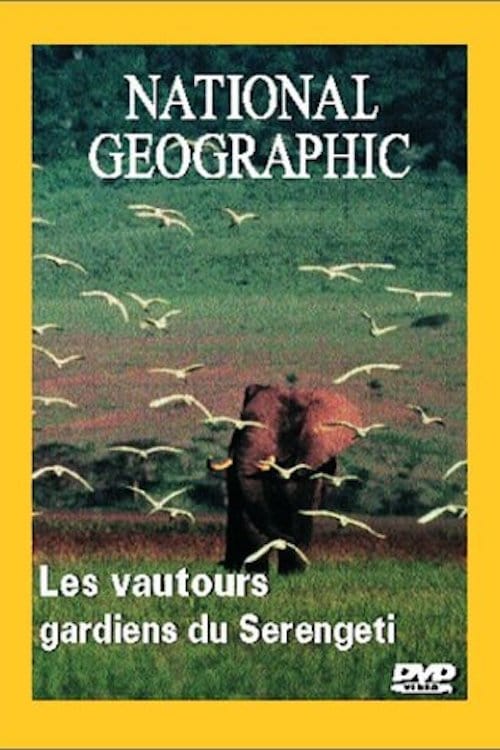 NATIONAL
GEOGRAPHIC
Les vautours
gardiens du Serengeti
DVD
VIDEO